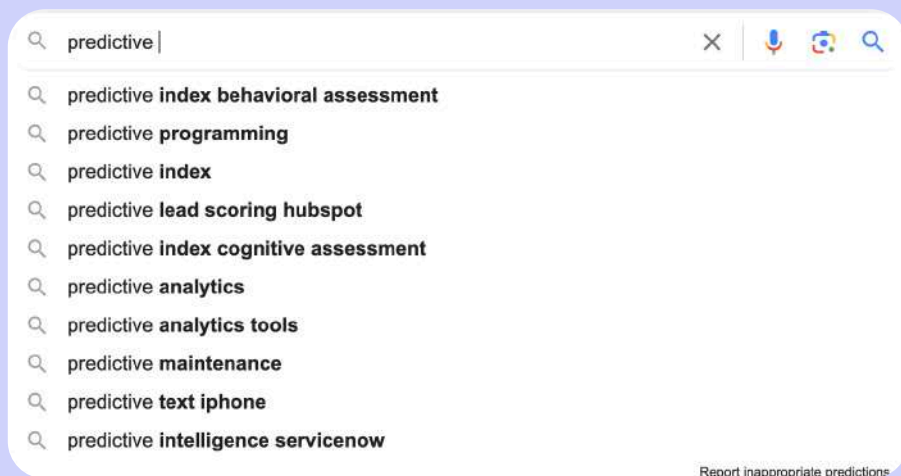 predictive
predictive index behavioral assessment
predictive programming
predictive index
predictive lead scoring hubspot
predictive index cognitive assessment
predictive analytics
predictive analytics tools
predictive maintenance
predictive text iphone
predictive intelligence servicenow
Report inappropriate predictions